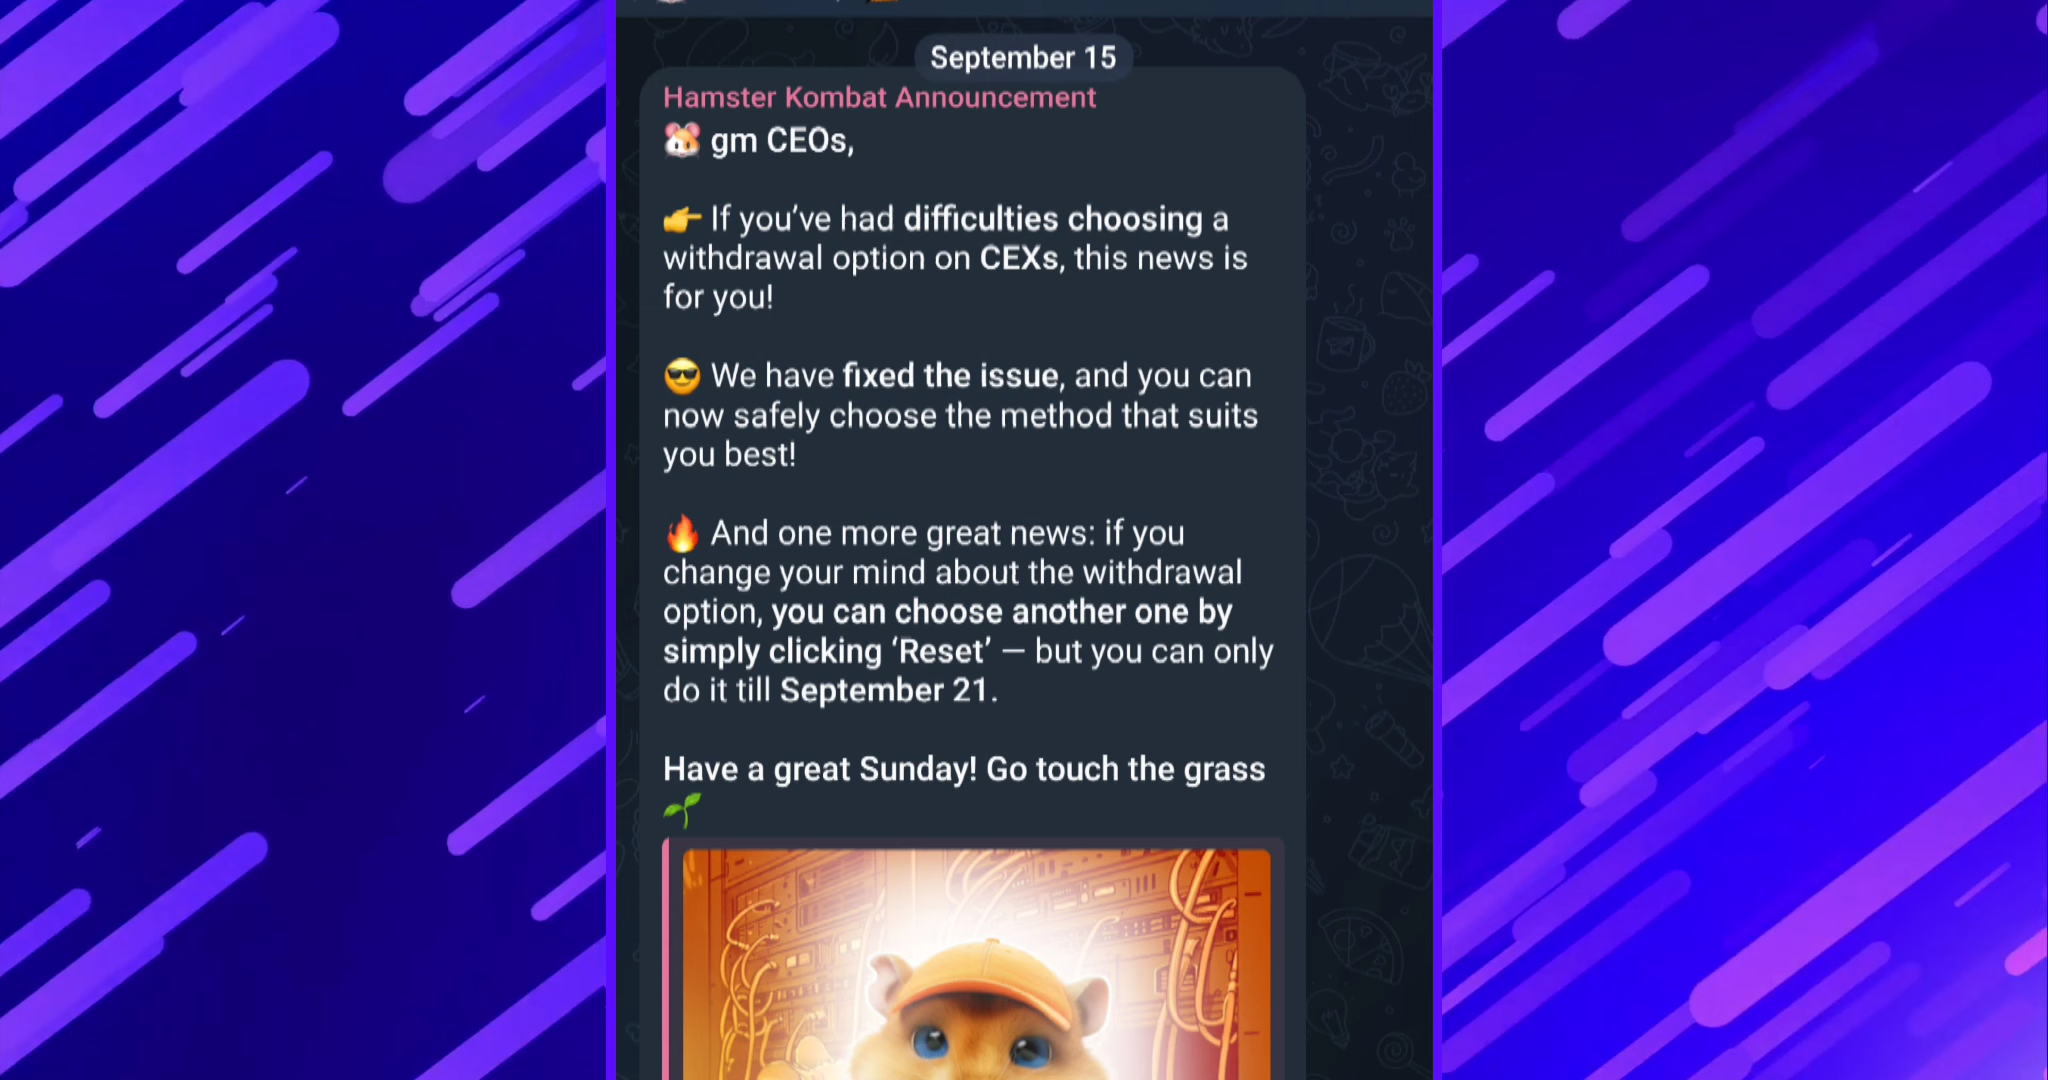 September 15
Hamster Kombat Announcement
🐹 gm CEOs,
👉 If you’ve had difficulties choosing a
withdrawal option on CEXs, this news is
for you!
😎 We have fixed the issue, and you can
now safely choose the method that suits
you best!
🔥 And one more great news: if you
change your mind about the withdrawal
option, you can choose another one by
simply clicking ‘Reset’ — but you can only
do it till September 21.
Have a great Sunday! Go touch the grass
🌱